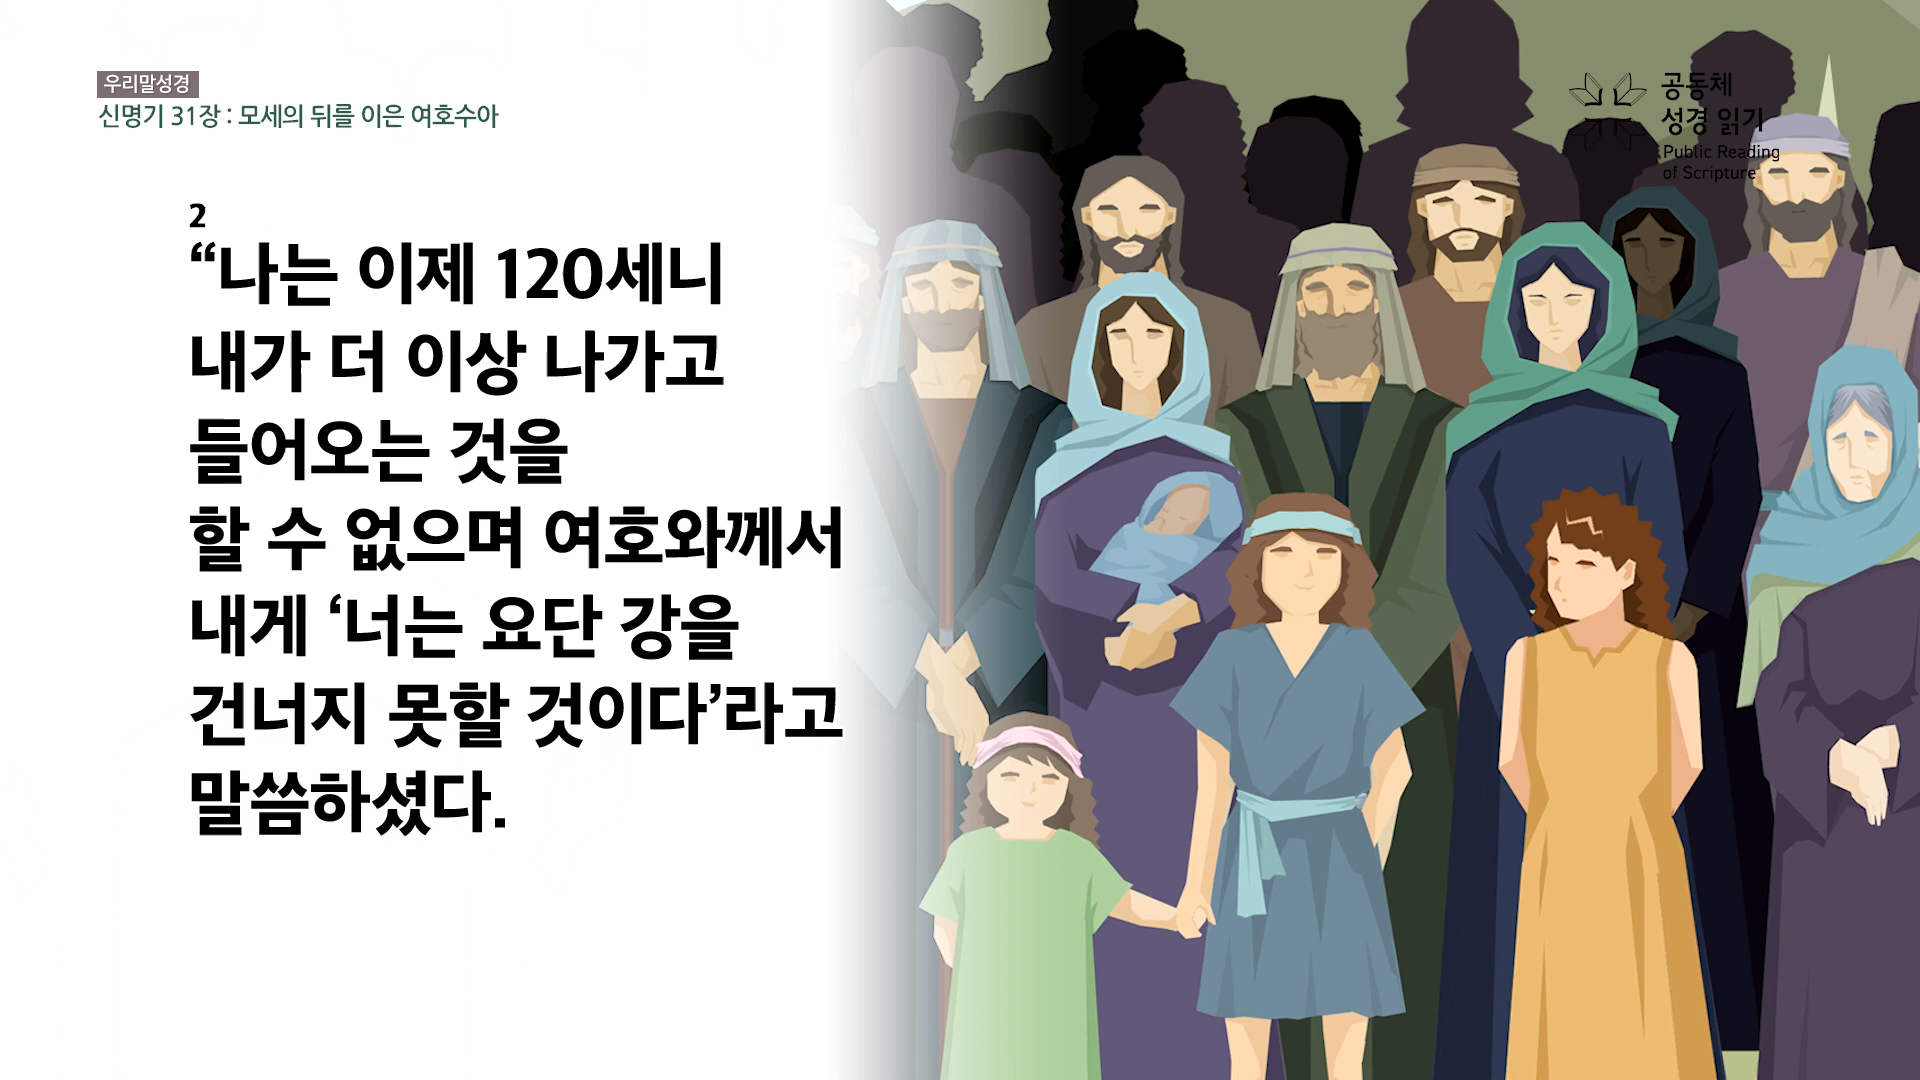 우리말성경
신명기 31장 : 모세의 뒤를 이은 여호수아
공동체
성경 읽기
Public Reading
of Scripture
2
“나는 이제 120세니
내가 더 이상 나가고
들어오는 것을
할 수 없으며 여호와께서
내게 ‘너는 요단 강을
건너지 못할 것이다’라고
말씀하셨다.